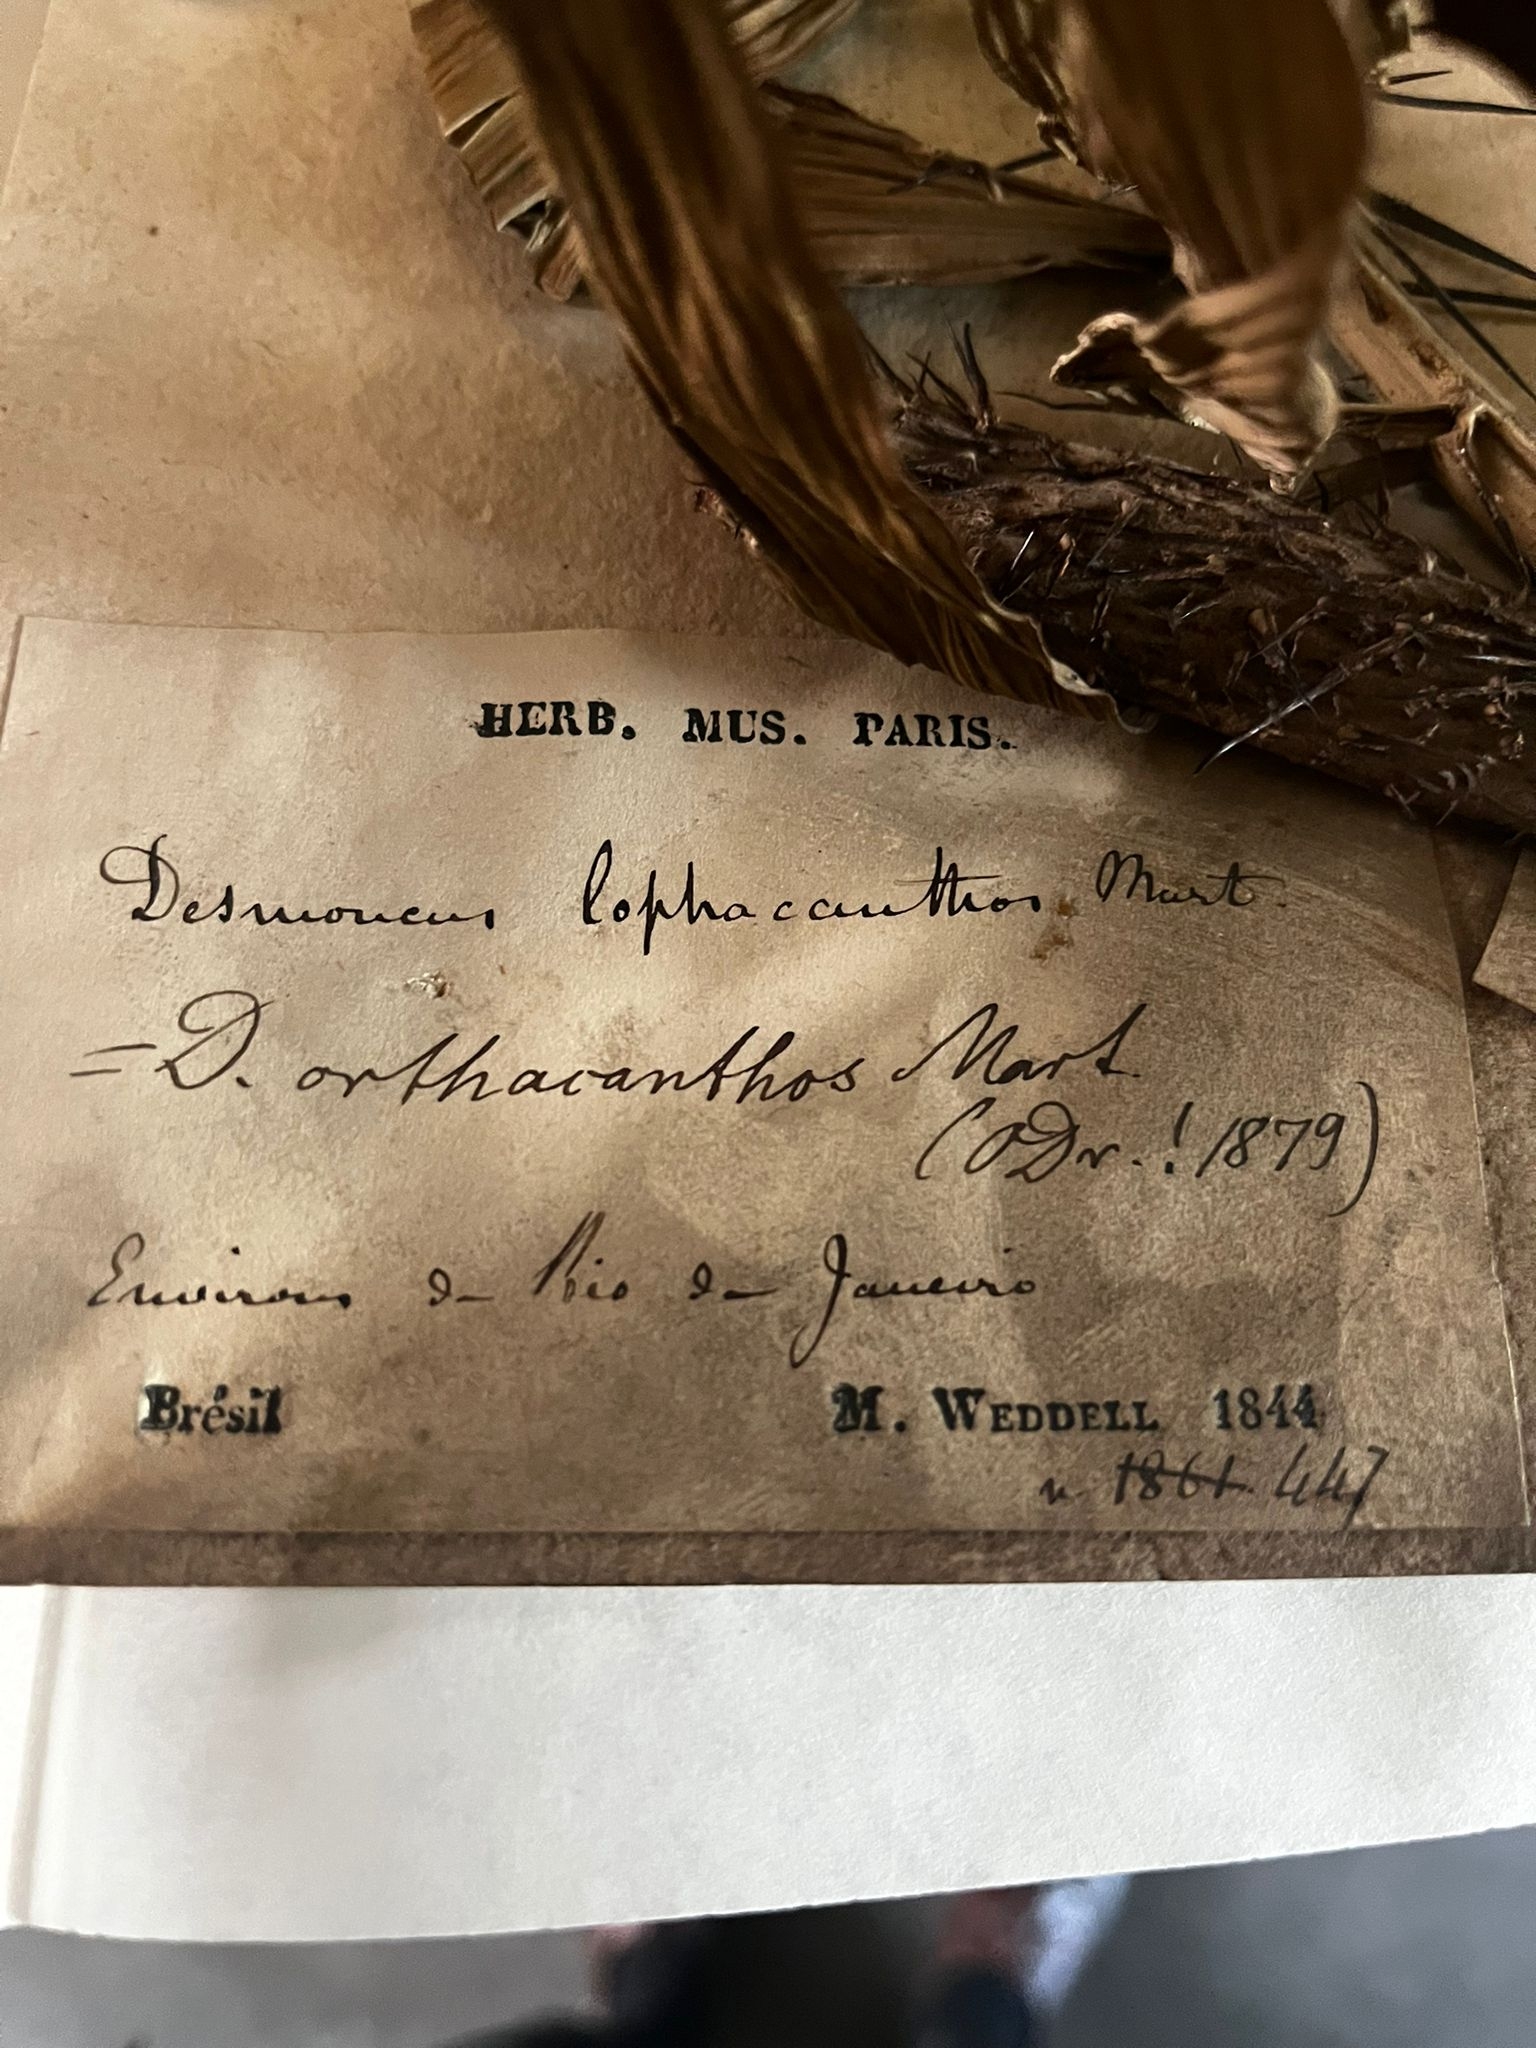 HERB. MUS. PARIS.
Desmoncus lophacanthos Mart.
= D. orthacanthos Mart.
(ODr.! 1879)
Environs de Rio de Janeiro
Brésil M. WEDDELL 1844
n. 1861. 447